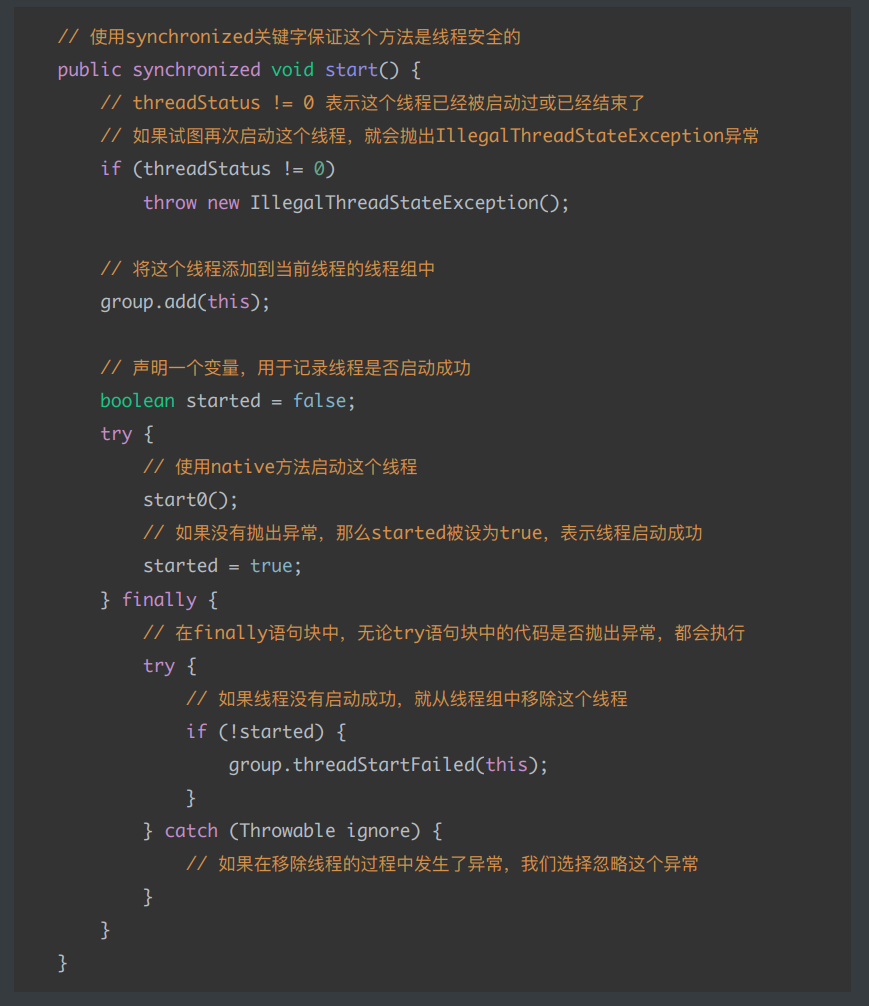 // 使用synchronized关键字保证这个方法是线程安全的
public synchronized void start() {
// threadStatus != 0 表示这个线程已经被启动过或已经结束了
// 如果试图再次启动这个线程，就会抛出IllegalThreadStateException异常
if (threadStatus != 0)
throw new IllegalThreadStateException();
// 将这个线程添加到当前线程的线程组中
group.add(this);
// 声明一个变量，用于记录线程是否启动成功
boolean started = false;
try {
// 使用native方法启动这个线程
start0();
// 如果没有抛出异常，那么started被设为true，表示线程启动成功
started = true;
} finally {
// 在finally语句块中，无论try语句块中的代码是否抛出异常，都会执行
try {
// 如果线程没有启动成功，就从线程组中移除这个线程
if (!started) {
group.threadStartFailed(this);
}
} catch (Throwable ignore) {
// 如果在移除线程的过程中发生了异常，我们选择忽略这个异常
}
}
}